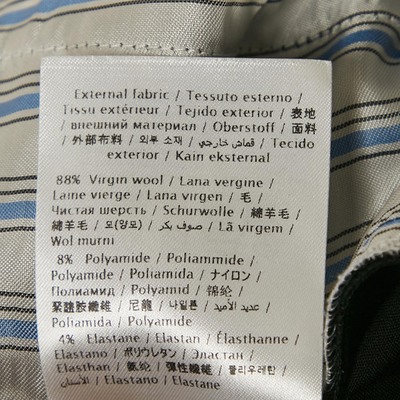 External fabric / Tessuto esterno /
Tissu extérieur / Tejido exterior / 表地
/ внешний материал / Oberstoff / 面料
/ 外部布料 / 외부 소재 / قماش خارجي / Tecido
exterior / Kain eksternal
88% Virgin wool / Lana vergine /
Laine vierge / Lana virgen / 毛 /
Чистая шерсть / Schurwolle / 綿羊毛 /
綿羊毛 / 모(양모) / صوف بكر / Lã virgem /
Wol murni
8% Polyamide / Poliammide /
Polyamide / Poliamida / ナイロン /
Полиамид / Polyamid / 锦纶 /
聚醯胺纖維 / 尼龍 / 나일론 / عديد الأميد /
Poliamida / Polyamide
4% Elastane / Elastan / Élasthanne /
Elastano / ポリウレタン / Эластан /
Elasthan / 氨纶 / 彈性纖維 / 폴리우레탄 /
الإلستان / Elastano / Elastane